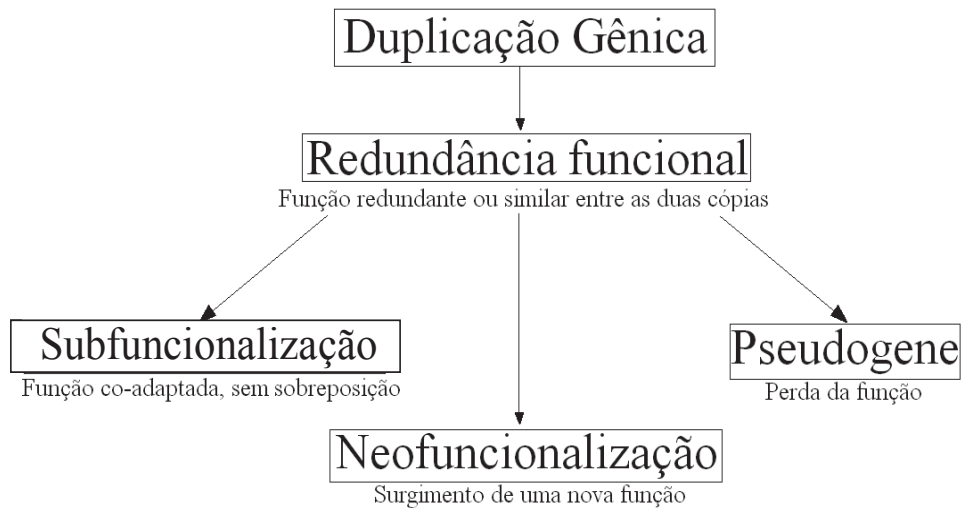 Duplicação Gênica
Redundância funcional
Função redundante ou similar entre as duas cópias
Subfuncionalização
Função co-adaptada, sem sobreposição
Pseudogene
Perda da função
Neofuncionalização
Surgimento de uma nova função